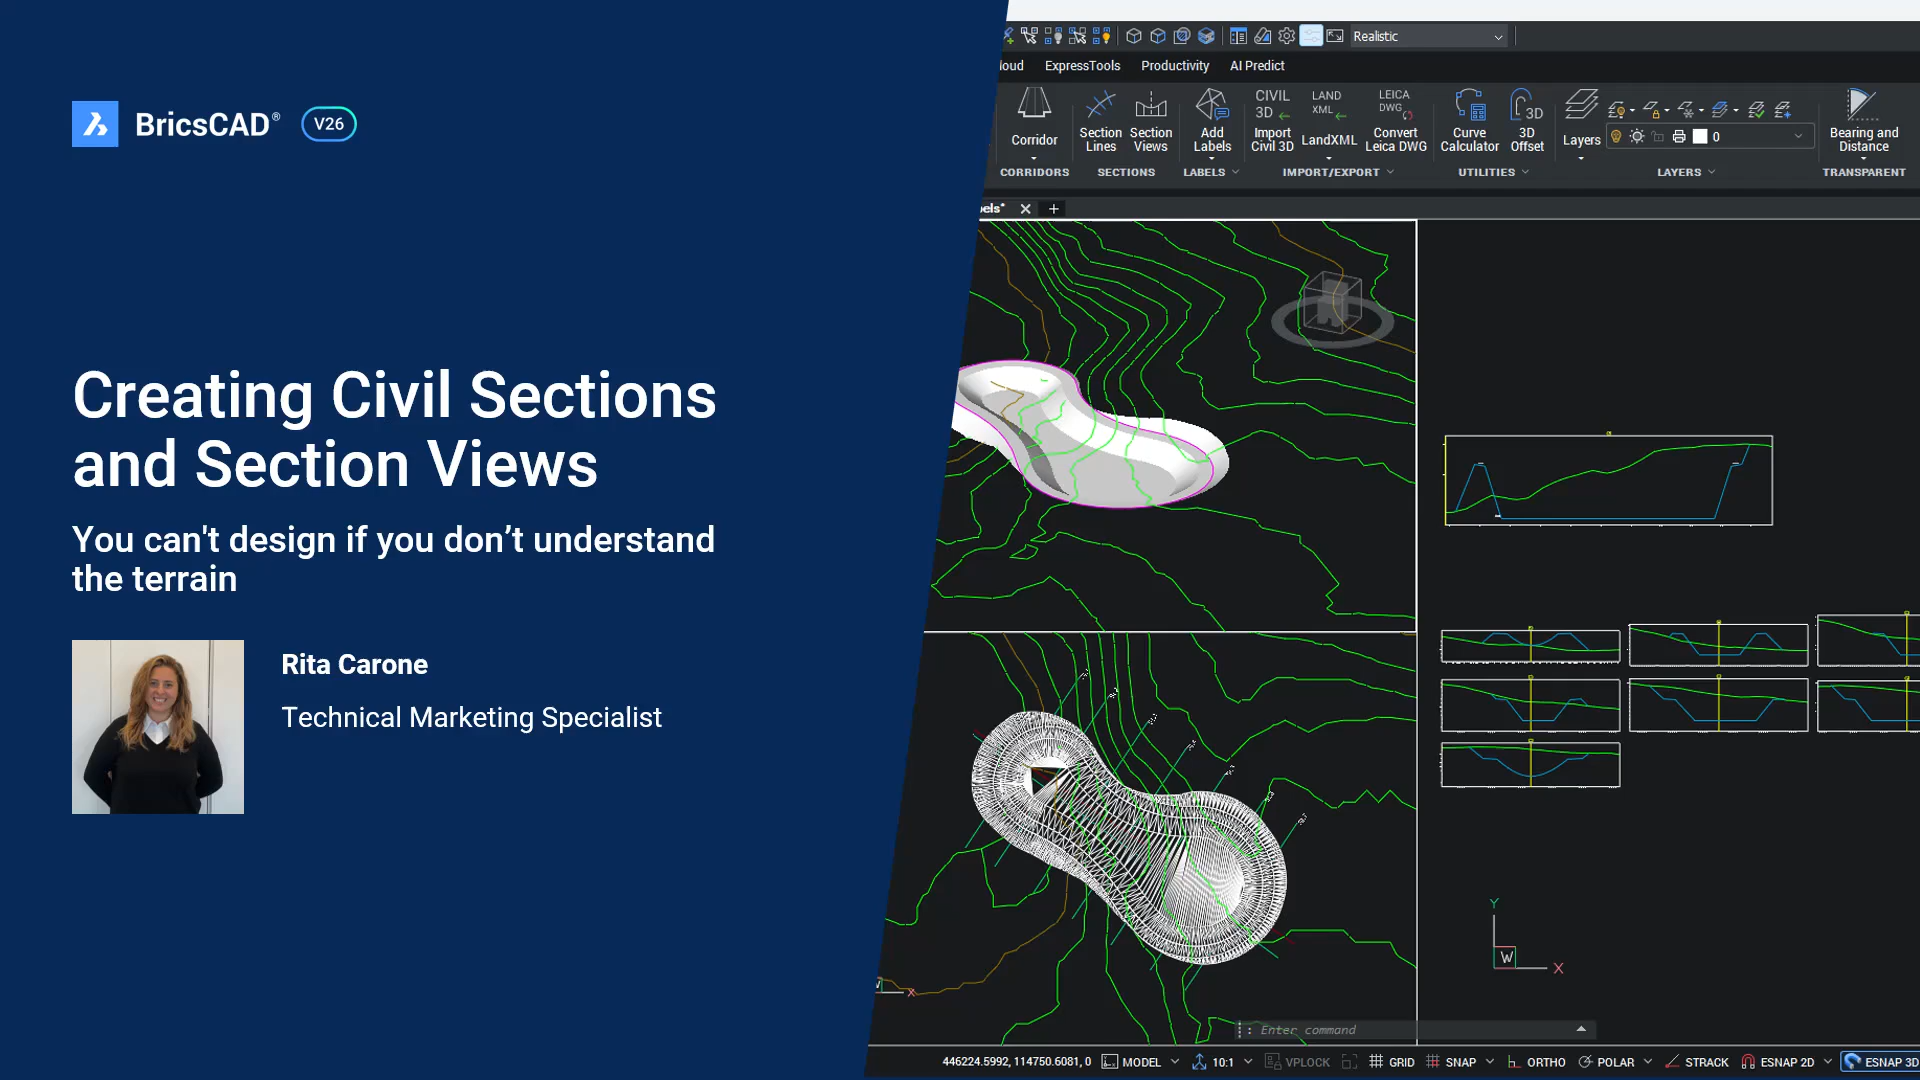 BricsCAD® V26
Creating Civil Sections
and Section Views
You can't design if you don’t understand
the terrain
Rita Carone
Technical Marketing Specialist
Realistic
loud ExpressTools Productivity AI Predict
Corridor
Section Lines
Section Views
Add Labels
CIVIL 3D
Import Civil 3D
LAND XML
LandXML
LEICA DWG
Convert Leica DWG
Curve Calculator
3D
3D Offset
Layers
0
Bearing and Distance
CORRIDORS SECTIONS LABELS IMPORT/EXPORT UTILITIES LAYERS TRANSPARENT
els*
Y
W
X
X
: Enter command
446224.5992, 114750.6081, 0 MODEL 10:1 VPLOCK GRID SNAP ORTHO POLAR STRACK ESNAP 2D ESNAP 3D